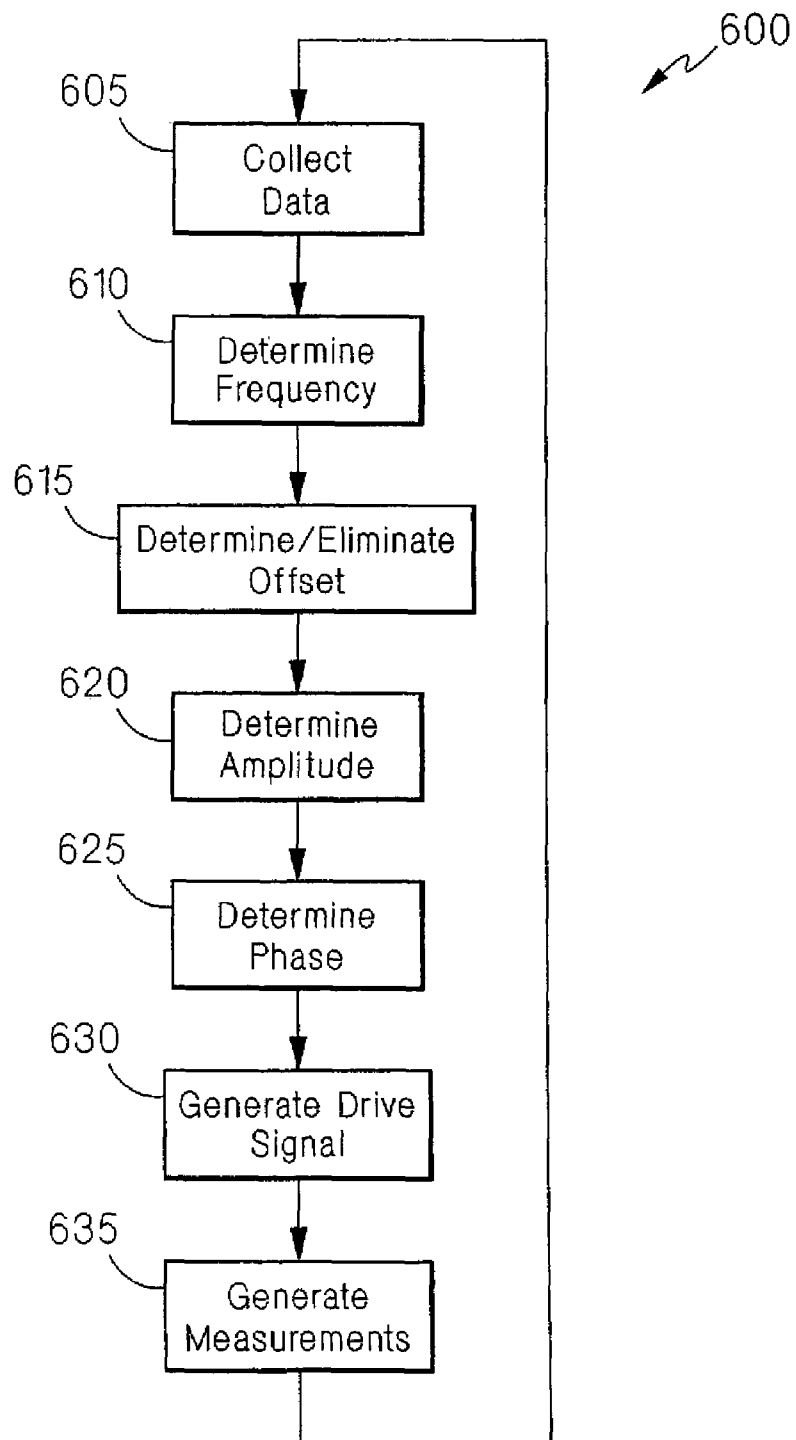 600
605
Collect
Data
610
Determine
Frequency
615
Determine/Eliminate
Offset
620
Determine
Amplitude
625
Determine
Phase
630
Generate Drive
Signal
635
Generate
Measurements